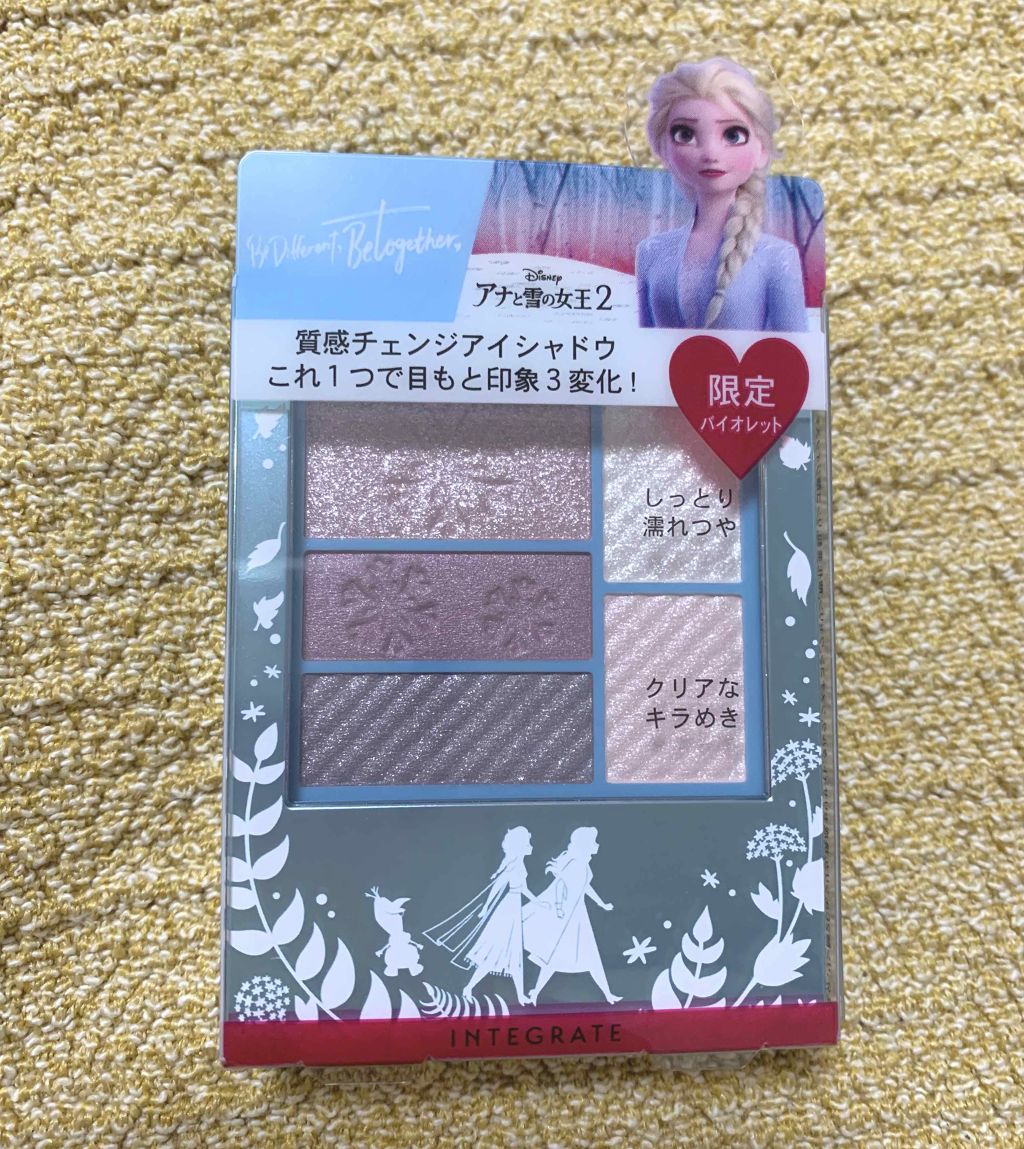 By Different, Be Together,
Disney
アナと雪の女王2
質感チェンジアイシャドウ
これ1つで目もと印象3変化!
限定
バイオレット
しっとり
濡れつや
クリアな
キラめき
INTEGRATE